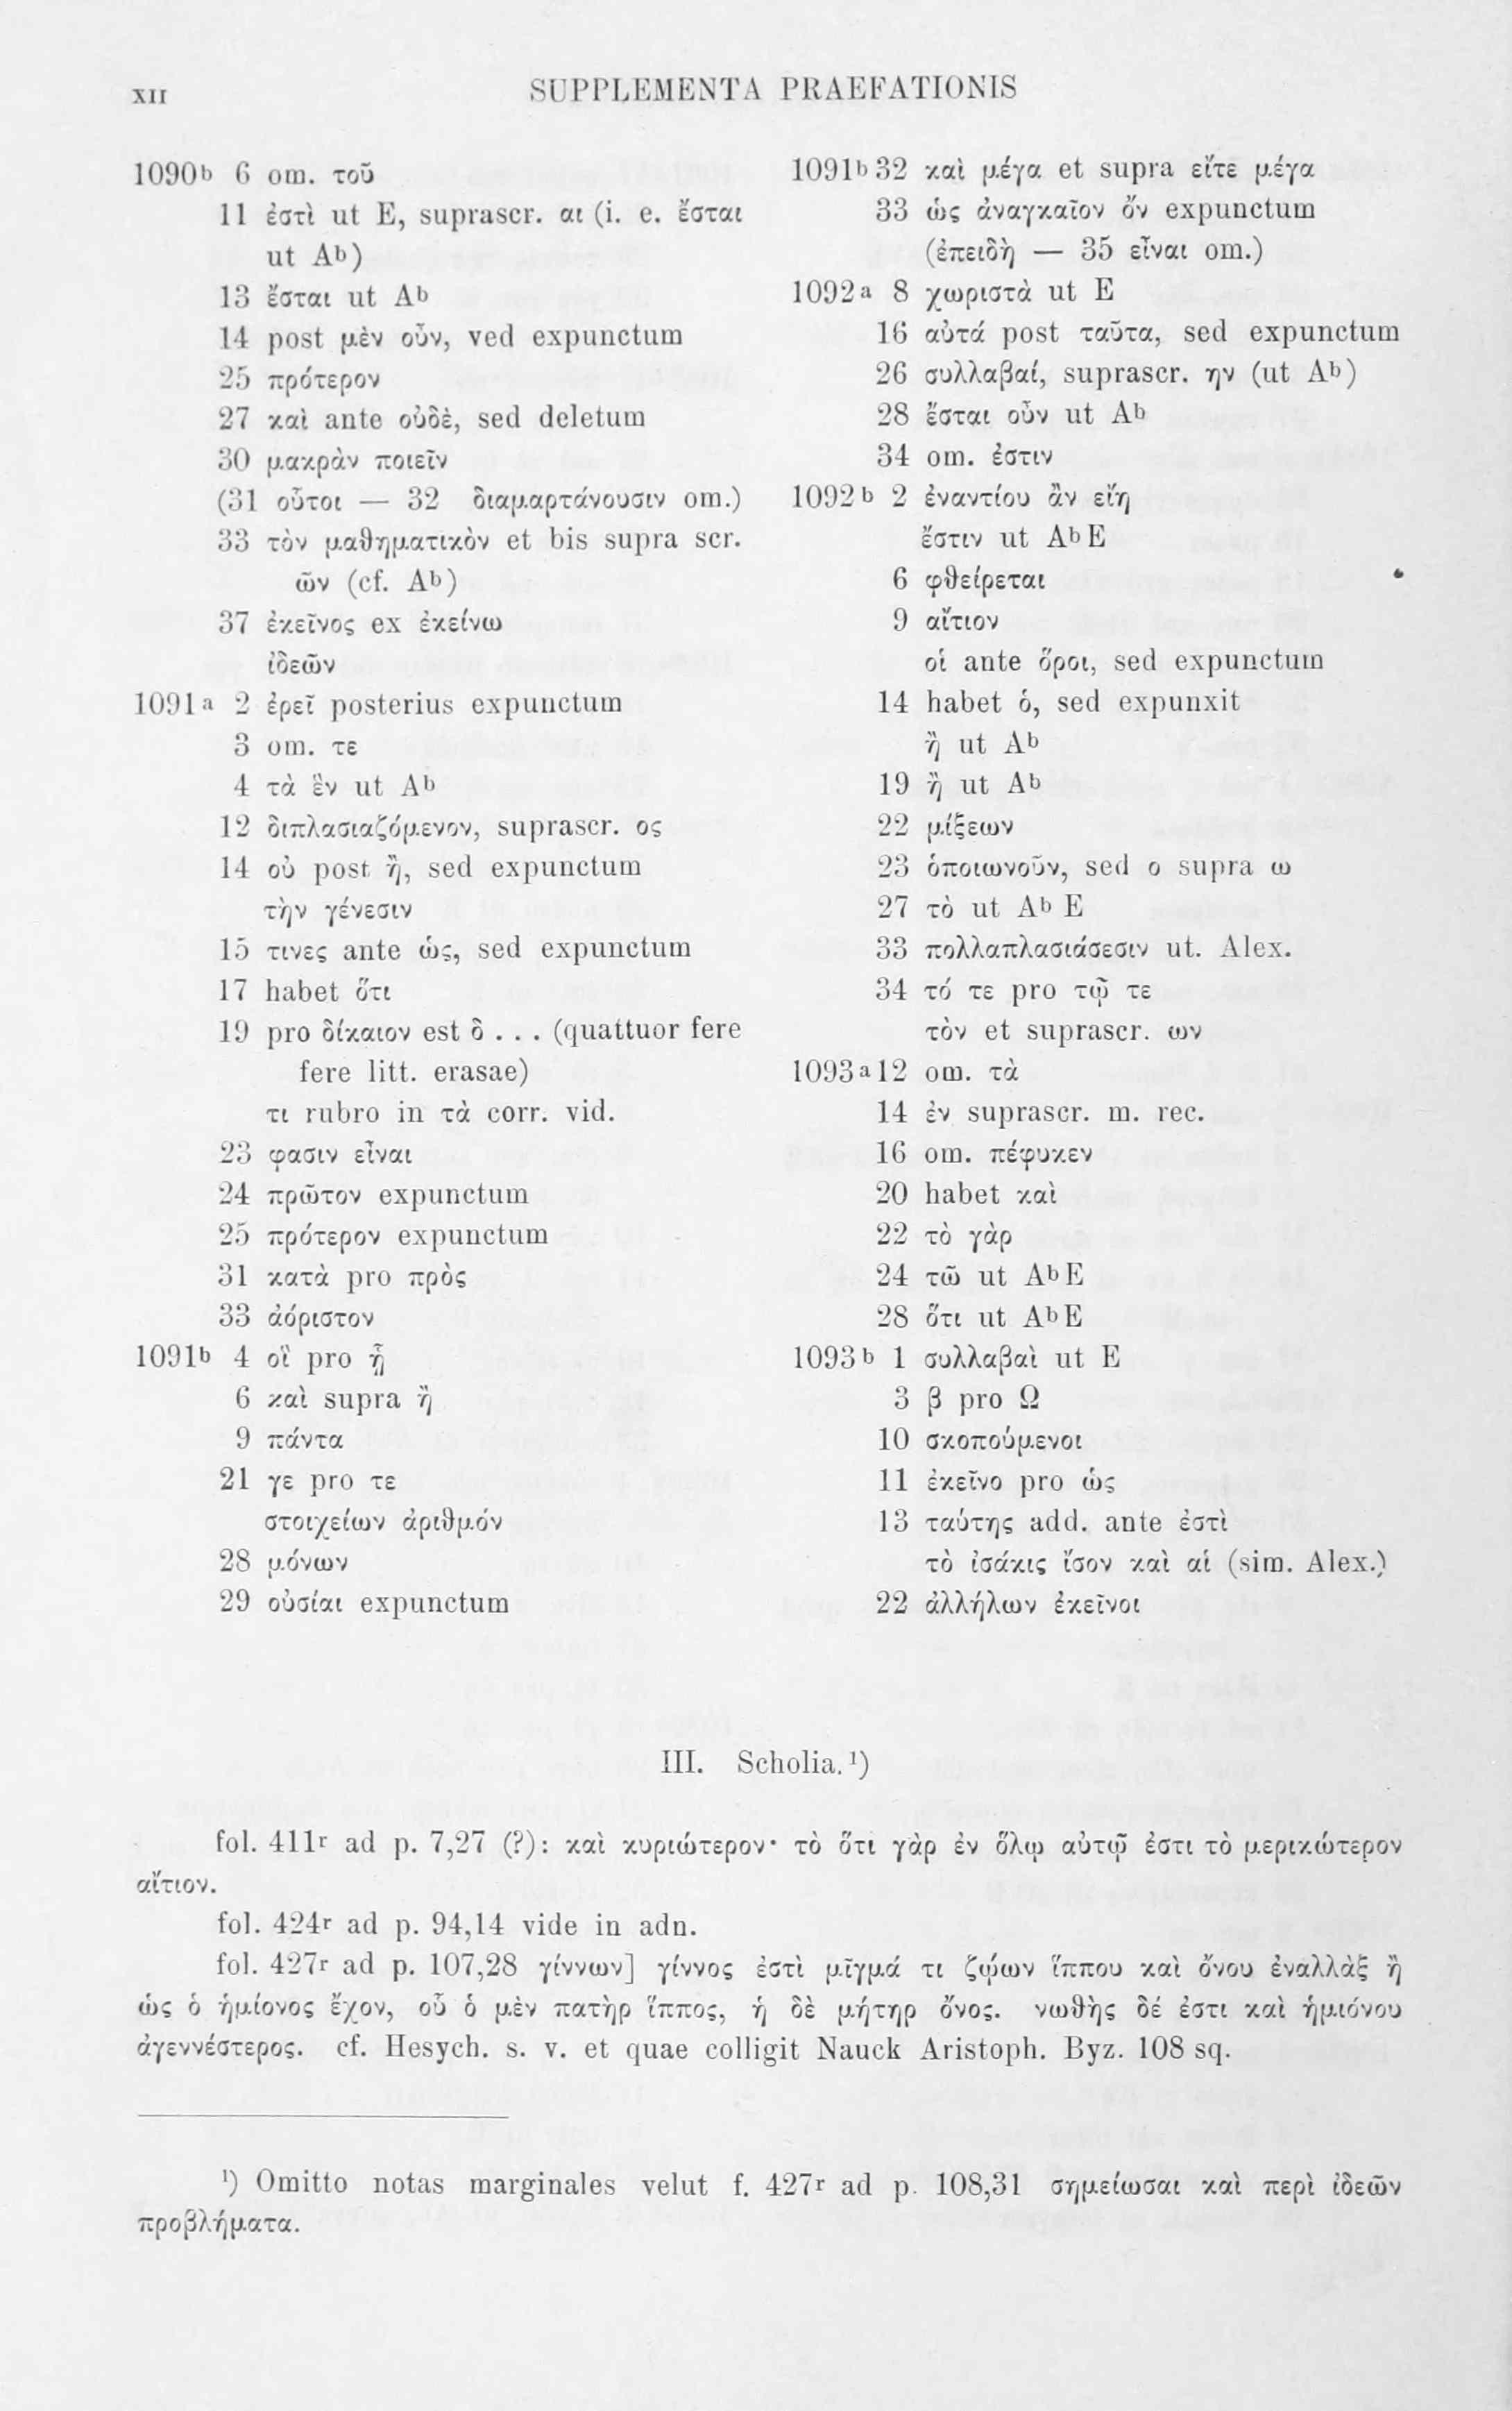 XII
SUPPLEMENTA PRAEFATIONIS
1090b 6 om. τοῦ
11 ἐστὶ ut E, suprascr. αι (i. e. ἔσται
ut Ab)
13 ἔσται ut Ab
14 post μὲν οὖν, ved expunctum
25 πρότερον
27 καὶ ante οὐδὲ, sed deletum
30 μακρὰν ποιεῖν
(31 οὗτοι — 32 διαμαρτάνουσιν om.)
33 τὸν μαθηματικὸν et bis supra scr.
ῶν (cf. Ab)
37 ἐκεῖνος ex ἐκείνω
ἰδεῶν
1091a 2 ἐρεῖ posterius expunctum
3 om. τε
4 τὰ ἓν ut Ab
12 διπλασιαζόμενον, suprascr. ος
14 οὐ post ἢ, sed expunctum
τὴν γένεσιν
15 τινες ante ὡς, sed expunctum
17 habet ὅτι
19 pro δίκαιον est δ . . . (quattuor fere
fere litt. erasae)
τι rubro in τὰ corr. vid.
23 φασιν εἶναι
24 πρῶτον expunctum
25 πρότερον expunctum
31 κατὰ pro πρὸς
33 ἀόριστον
1091b 4 οἳ pro ᾗ
6 καὶ supra ἢ
9 πάντα
21 γε pro τε
στοιχείων ἀριθμόν
28 μόνων
29 οὐσίαι expunctum
1091b 32 καὶ μέγα et supra εἴτε μέγα
33 ὡς ἀναγκαῖον ὄν expunctum
(ἐπειδὴ — 35 εἶναι om.)
1092a 8 χωριστὰ ut E
16 αὐτά post ταῦτα, sed expunctum
26 συλλαβαί, suprascr. ην (ut Ab)
28 ἔσται οὖν ut Ab
34 om. ἐστιν
1092b 2 ἐναντίου ἂν εἴη
ἔστιν ut Ab E
6 φθείρεται
9 αἴτιον
οἱ ante ὅροι, sed expunctum
14 habet ὁ, sed expunxit
ἢ ut Ab
19 ἢ ut Ab
22 μίξεων
23 ὁποιωνοῦν, sed ο supra ω
27 τὸ ut Ab E
33 πολλαπλασιάσεσιν ut. Alex.
34 τό τε pro τῷ τε
τὸν et suprascr. ων
1093a 12 om. τὰ
14 ἐν suprascr. m. rec.
16 om. πέφυκεν
20 habet καὶ
22 τὸ γὰρ
24 τῶ ut Ab E
28 ὅτι ut Ab E
1093b 1 συλλαβαὶ ut E
3 β pro Ω
10 σκοπούμενοι
11 ἐκεῖνο pro ὡς
13 ταύτης add. ante ἐστὶ
τὸ ἰσάκις ἴσον καὶ αἱ (sim. Alex.)
22 ἀλλήλων ἐκεῖνοι
III. Scholia. ¹)
fol. 411r ad p. 7,27 (?): καὶ κυριώτερον· τὸ ὅτι γὰρ ἐν ὅλῳ αὐτῷ ἐστι τὸ μερικώτερον
αἴτιον.
fol. 424r ad p. 94,14 vide in adn.
fol. 427r ad p. 107,28 γίννων] γίννος ἐστὶ μῖγμά τι ζῴων ἵππου καὶ ὄνου ἐναλλὰξ ἢ
ὡς ὁ ἡμίονος ἔχον, οὗ ὁ μὲν πατὴρ ἵππος, ἡ δὲ μήτηρ ὄνος. νωθὴς δέ ἐστι καὶ ἡμιόνου
ἀγεννέστερος. cf. Hesych. s. v. et quae colligit Nauck Aristoph. Byz. 108 sq.
¹) Omitto notas marginales velut f. 427r ad p. 108,31 σημείωσαι καὶ περὶ ἰδεῶν
προβλήματα.